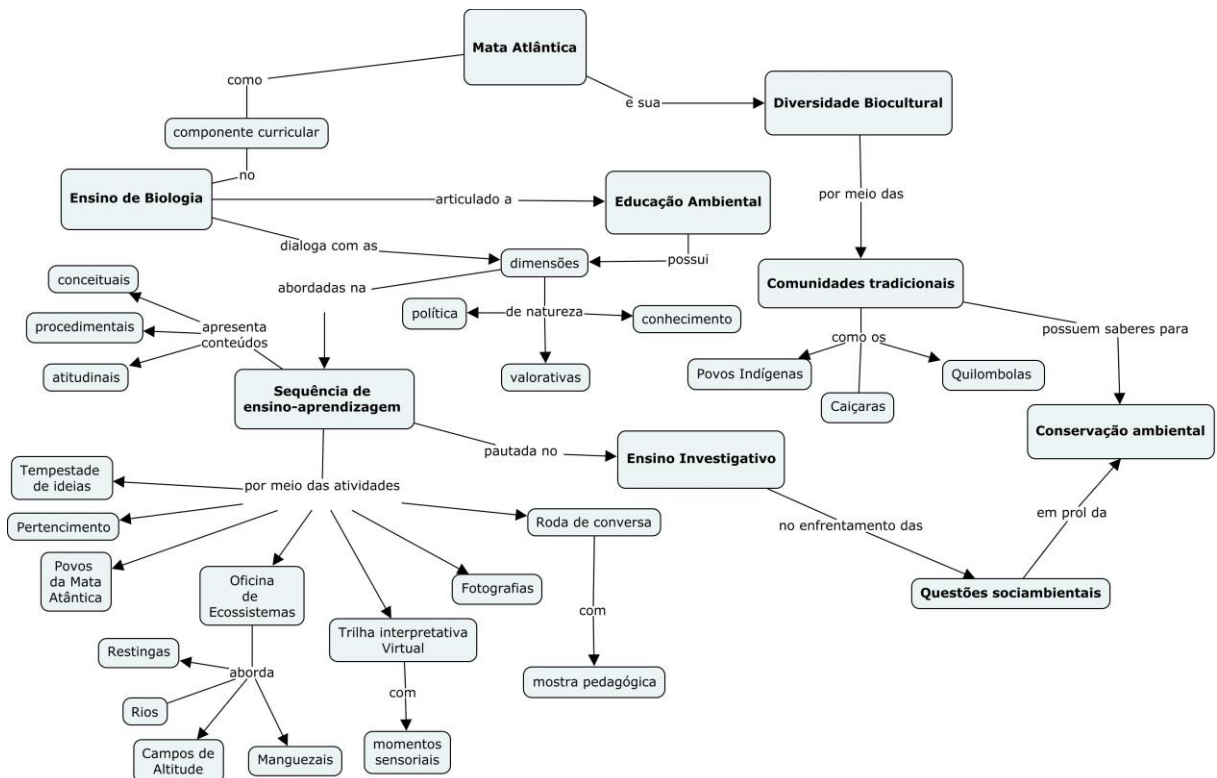 Mata Atlântica
como
e sua
Diversidade Biocultural
componente curricular
no
Ensino de Biologia
articulado a
Educação Ambiental
por meio das
dialoga com as
possui
dimensões
conceituais
abordadas na
Comunidades tradicionais
procedimentais
apresenta
conteúdos
política
de natureza
conhecimento
possuem saberes para
como os
atitudinais
valorativas
Povos Indígenas
Quilombolas
Caiçaras
Sequência de
ensino-aprendizagem
Conservação ambiental
pautada no
Ensino Investigativo
Tempestade
de ideias
por meio das atividades
Pertencimento
Roda de conversa
no enfrentamento das
em prol da
Povos
da Mata
Atântica
Oficina
de
Ecossistemas
Fotografias
Questões sociambientais
com
Trilha interpretativa
Virtual
Restingas
aborda
mostra pedagógica
com
Rios
Campos de
Altitude
Manguezais
momentos
sensoriais